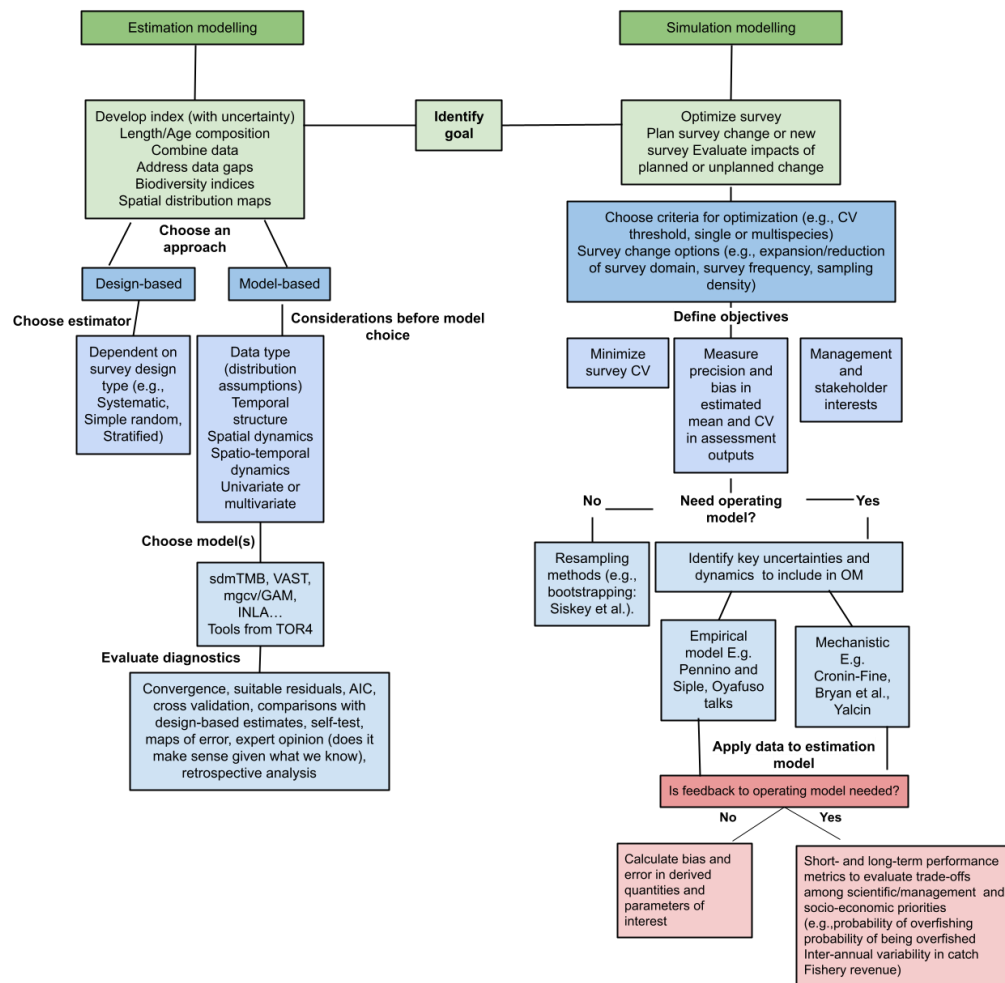 Estimation modelling
Simulation modelling
Develop index (with uncertainty)
Length/Age composition
Combine data
Address data gaps
Biodiversity indices
Spatial distribution maps
Identify
goal
Optimize survey
Plan survey change or new
survey Evaluate impacts of
planned or unplanned change
Choose an
approach
Design-based
Model-based
Choose estimator
Considerations before model
choice
Dependent on
survey design
type (e.g.,
Systematic,
Simple random,
Stratified)
Data type
(distribution
assumptions)
Temporal
structure
Spatial dynamics
Spatio-temporal
dynamics
Univariate or
multivariate
Choose model(s)
sdmTMB, VAST,
mgcv/GAM,
INLA…
Tools from TOR4
Evaluate diagnostics
Convergence, suitable residuals, AIC,
cross validation, comparisons with
design-based estimates, self-test,
maps of error, expert opinion (does it
make sense given what we know),
retrospective analysis
Choose criteria for optimization (e.g., CV
threshold, single or multispecies)
Survey change options (e.g., expansion/reduction
of survey domain, survey frequency, sampling
density)
Define objectives
Minimize
survey CV
Measure
precision and
bias in
estimated
mean and CV
in assessment
outputs
Management
and
stakeholder
interests
No
Need operating
model?
Yes
Resampling
methods (e.g.,
bootstrapping:
Siskey et al.).
Identify key uncertainties and
dynamics to include in OM
Empirical
model E.g.
Pennino and
Siple, Oyafuso
talks
Mechanistic
E.g.
Cronin-Fine,
Bryan et al.,
Yalcin
Apply data to estimation
model
Is feedback to operating model needed?
No
Yes
Calculate bias and
error in derived
quantities and
parameters of
interest
Short- and long-term performance
metrics to evaluate trade-offs
among scientific/management and
socio-economic priorities
(e.g.,probability of overfishing
probability of being overfished
Inter-annual variability in catch
Fishery revenue)